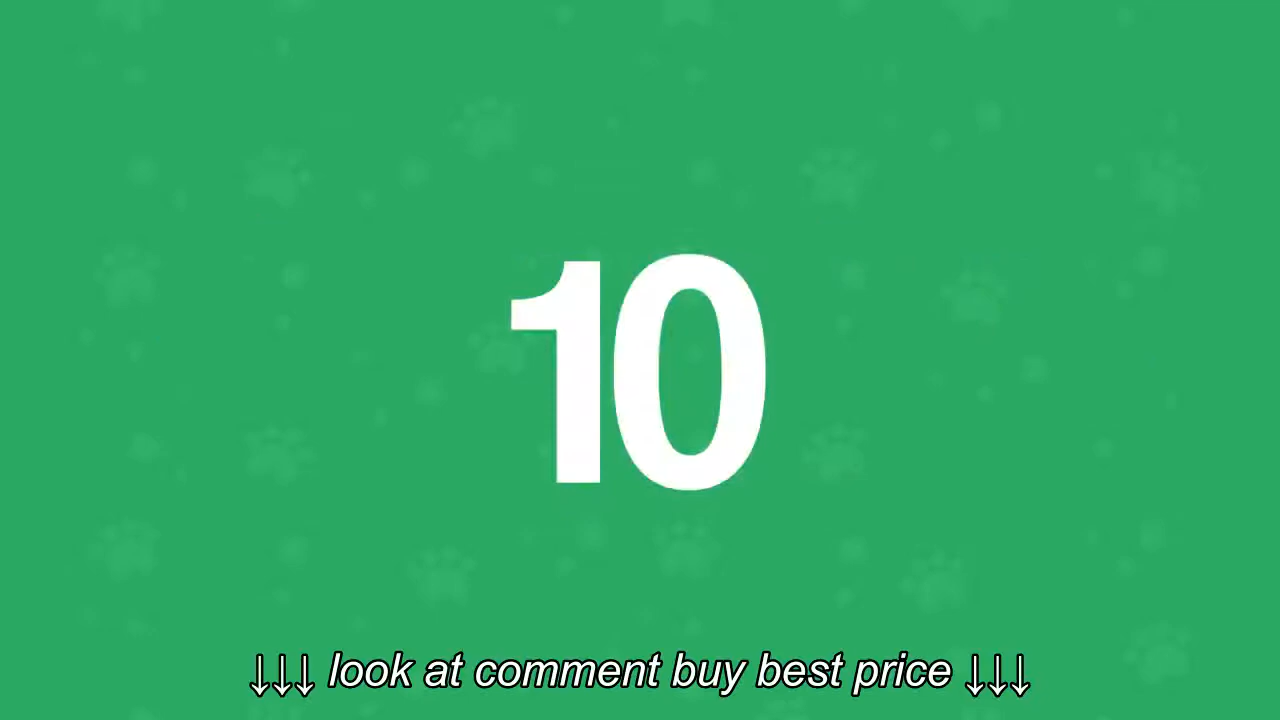 10
↓↓↓ look at comment buy best price ↓↓↓